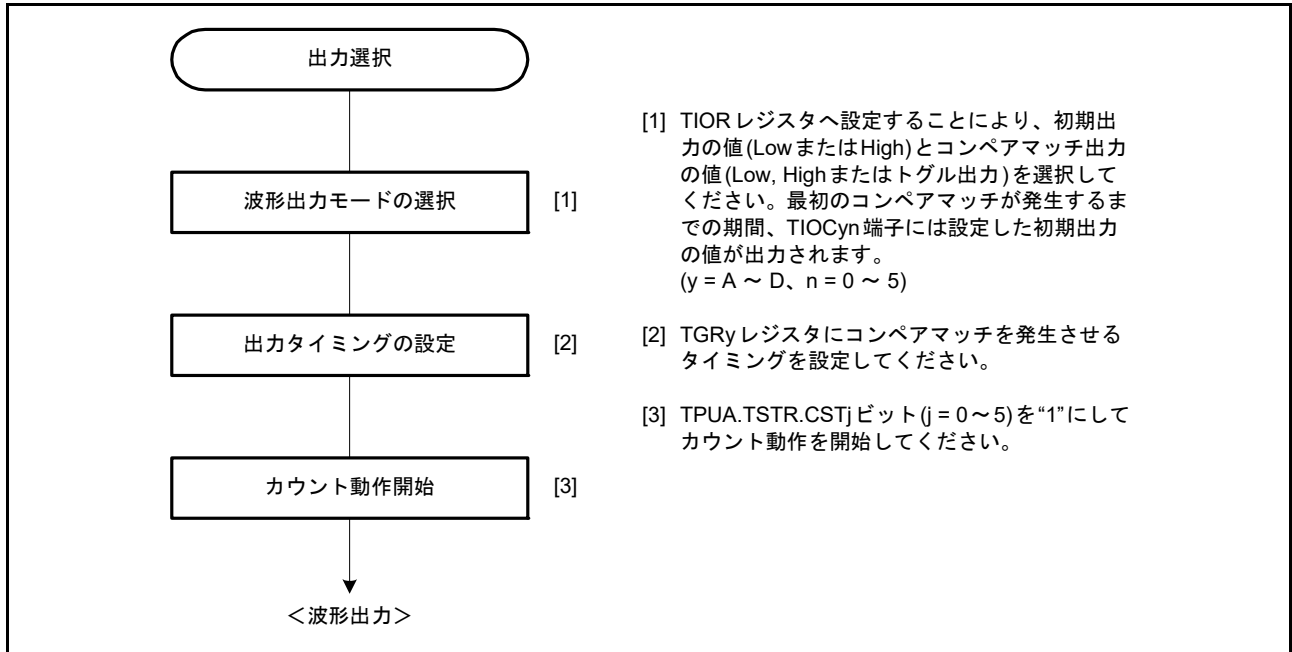 出力選択
波形出力モードの選択 [1]
出力タイミングの設定 [2]
カウント動作開始 [3]
＜波形出力＞
[1] TIORレジスタへ設定することにより、初期出
力の値(LowまたはHigh)とコンペアマッチ出力
の値(Low, Highまたはトグル出力)を選択して
ください。最初のコンペアマッチが発生するま
での期間、TIOCyn端子には設定した初期出力
の値が出力されます。
(y = A ～ D、n = 0 ～ 5)
[2] TGRyレジスタにコンペアマッチを発生させる
タイミングを設定してください。
[3] TPUA.TSTR.CSTjビット(j = 0～5)を“1”にして
カウント動作を開始してください。